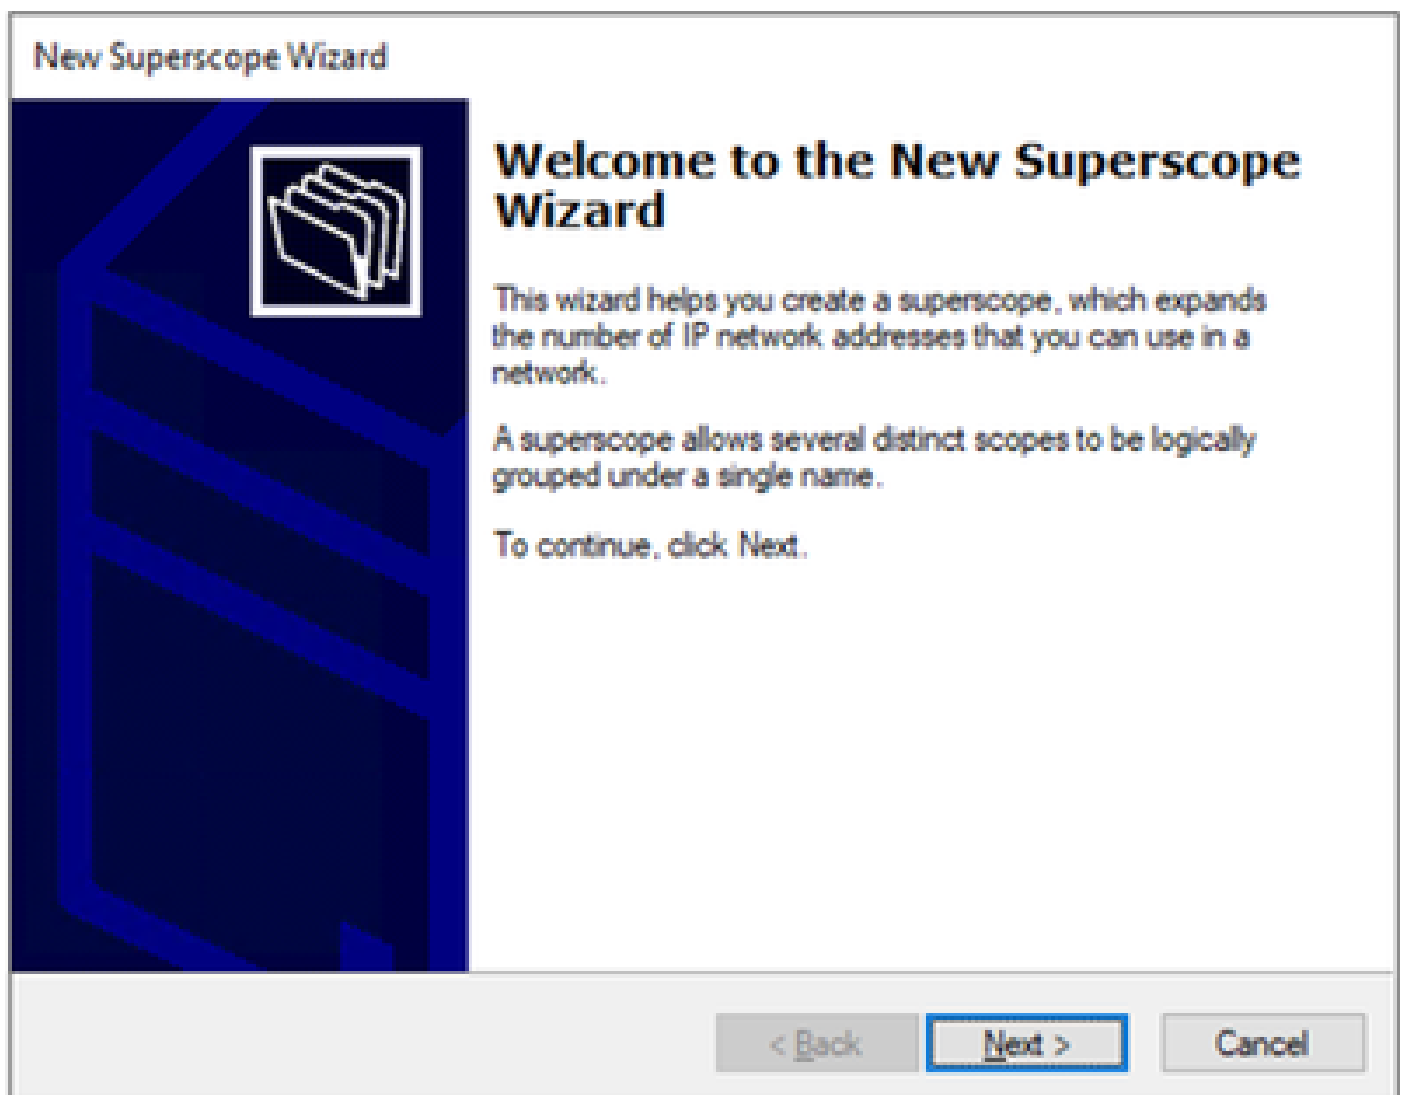 New Superscope Wizard
Welcome to the New Superscope
Wizard
This wizard helps you create a superscope, which expands
the number of IP network addresses that you can use in a
network.
A superscope allows several distinct scopes to be logically
grouped under a single name.
To continue, click Next.
< Back Next > Cancel